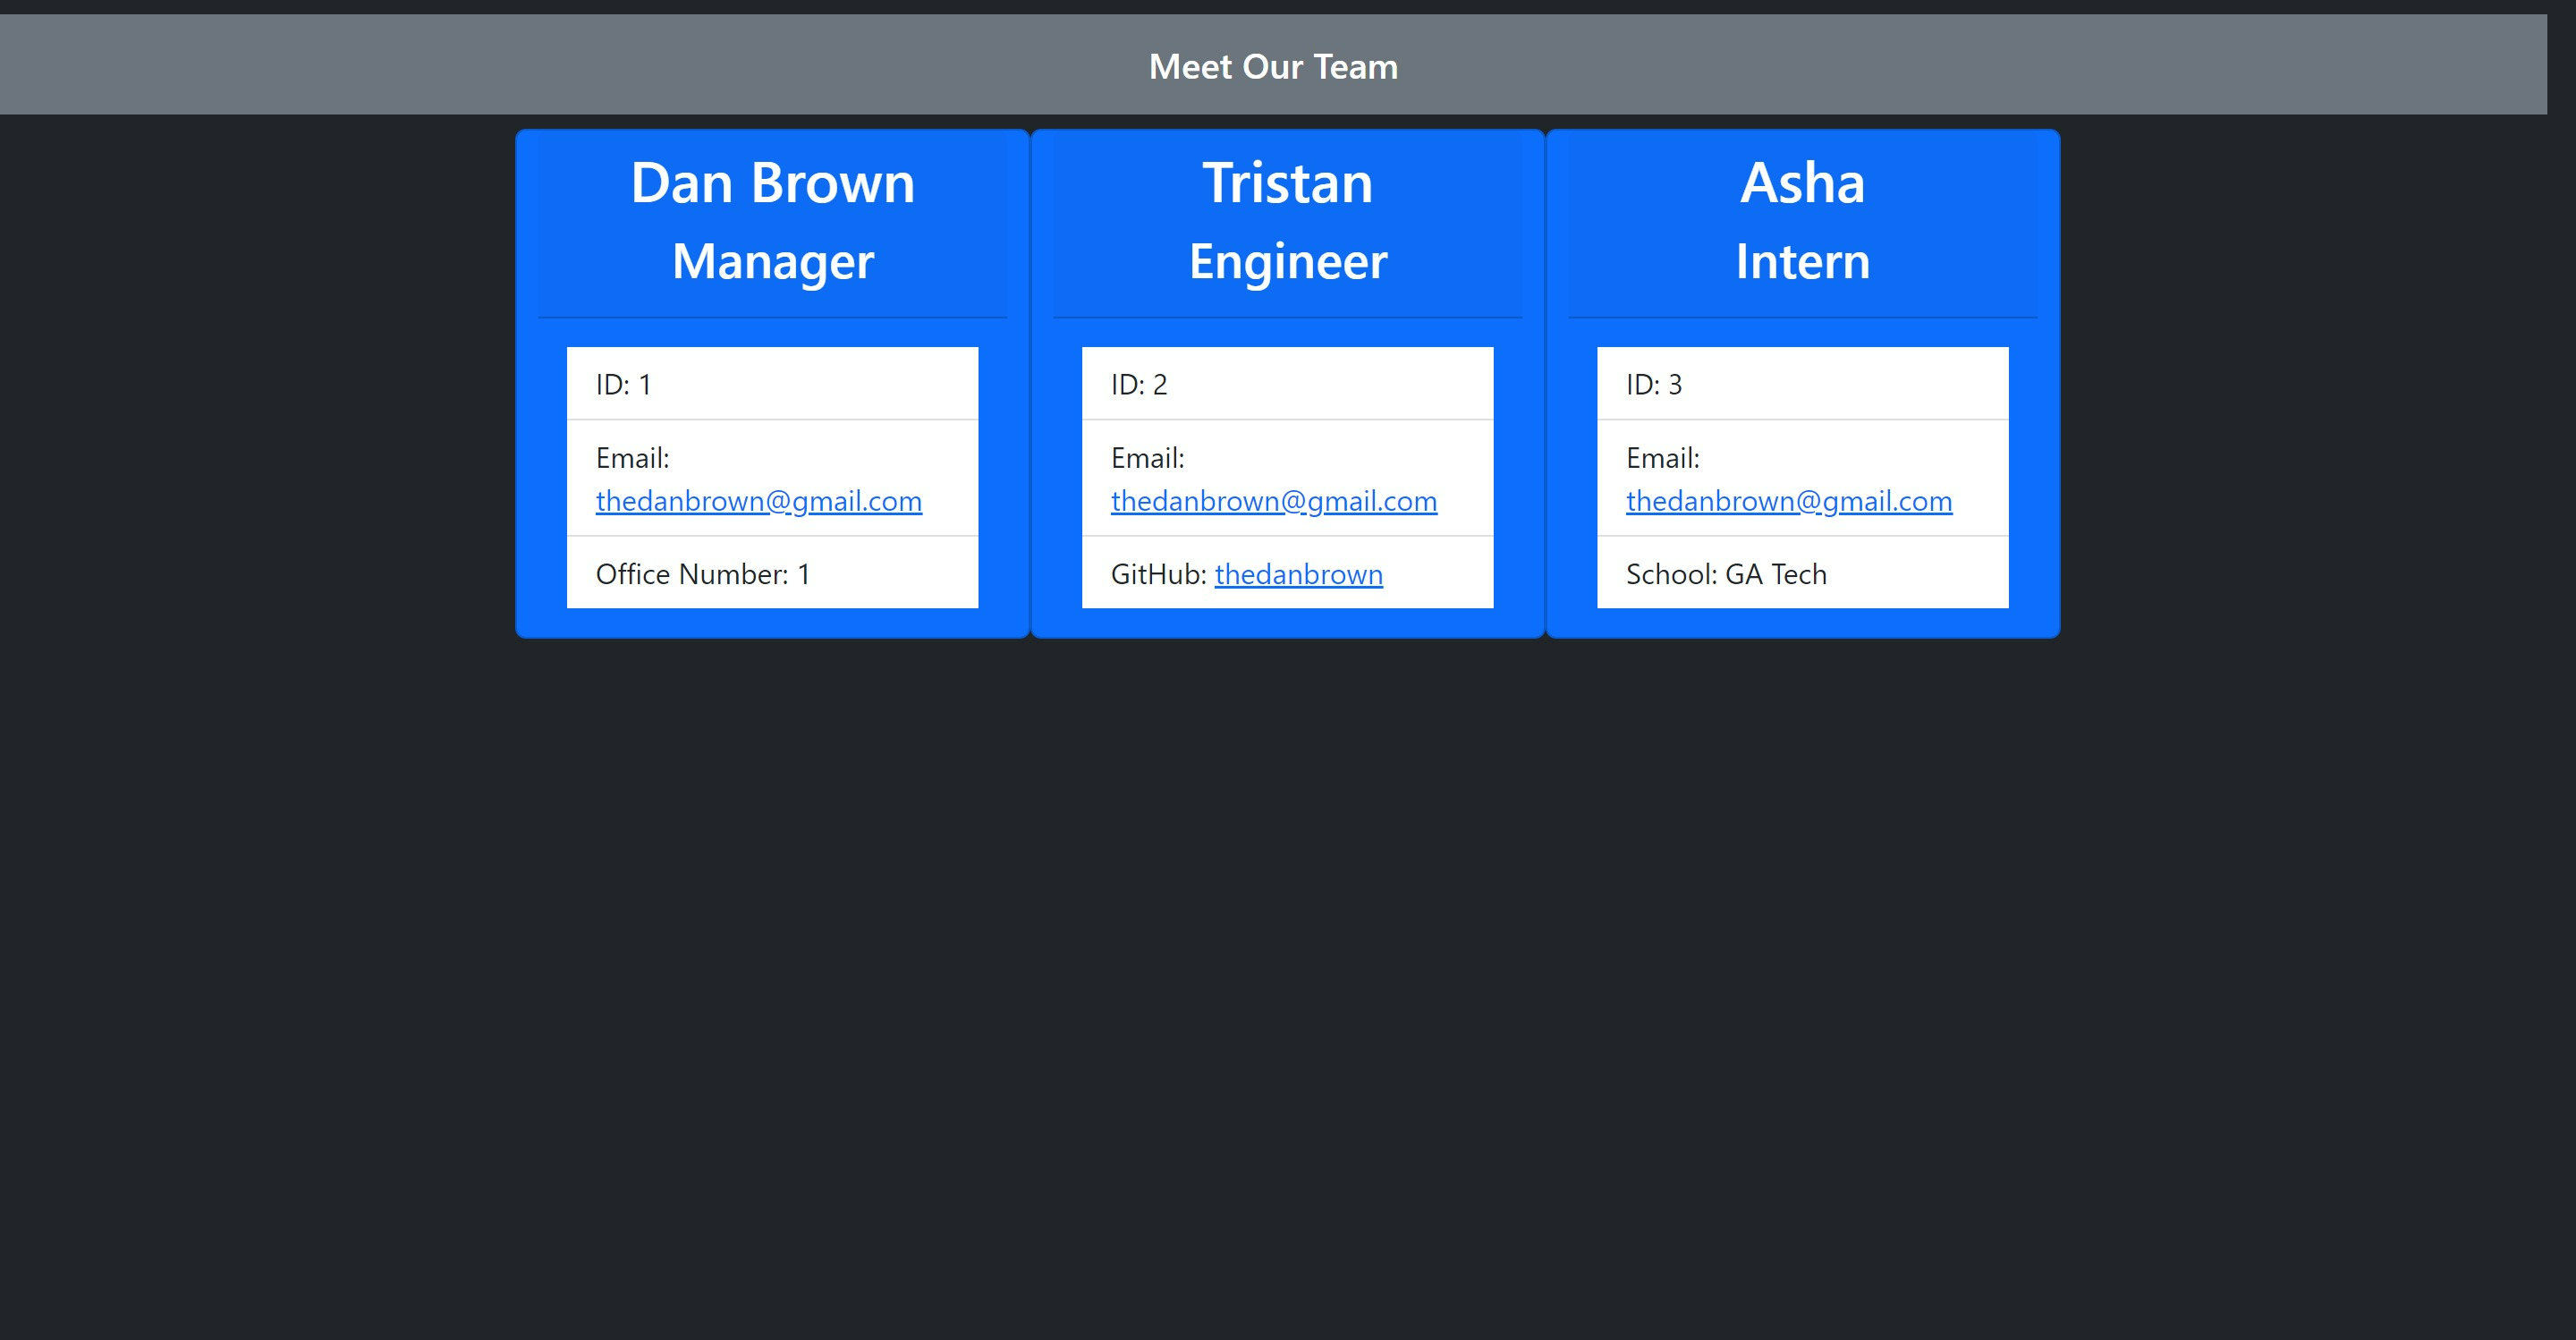 Meet Our Team
Dan Brown
Manager
ID: 1
Email:
thedanbrown@gmail.com
Office Number: 1
Tristan
Engineer
ID: 2
Email:
thedanbrown@gmail.com
GitHub: thedanbrown
Asha
Intern
ID: 3
Email:
thedanbrown@gmail.com
School: GA Tech